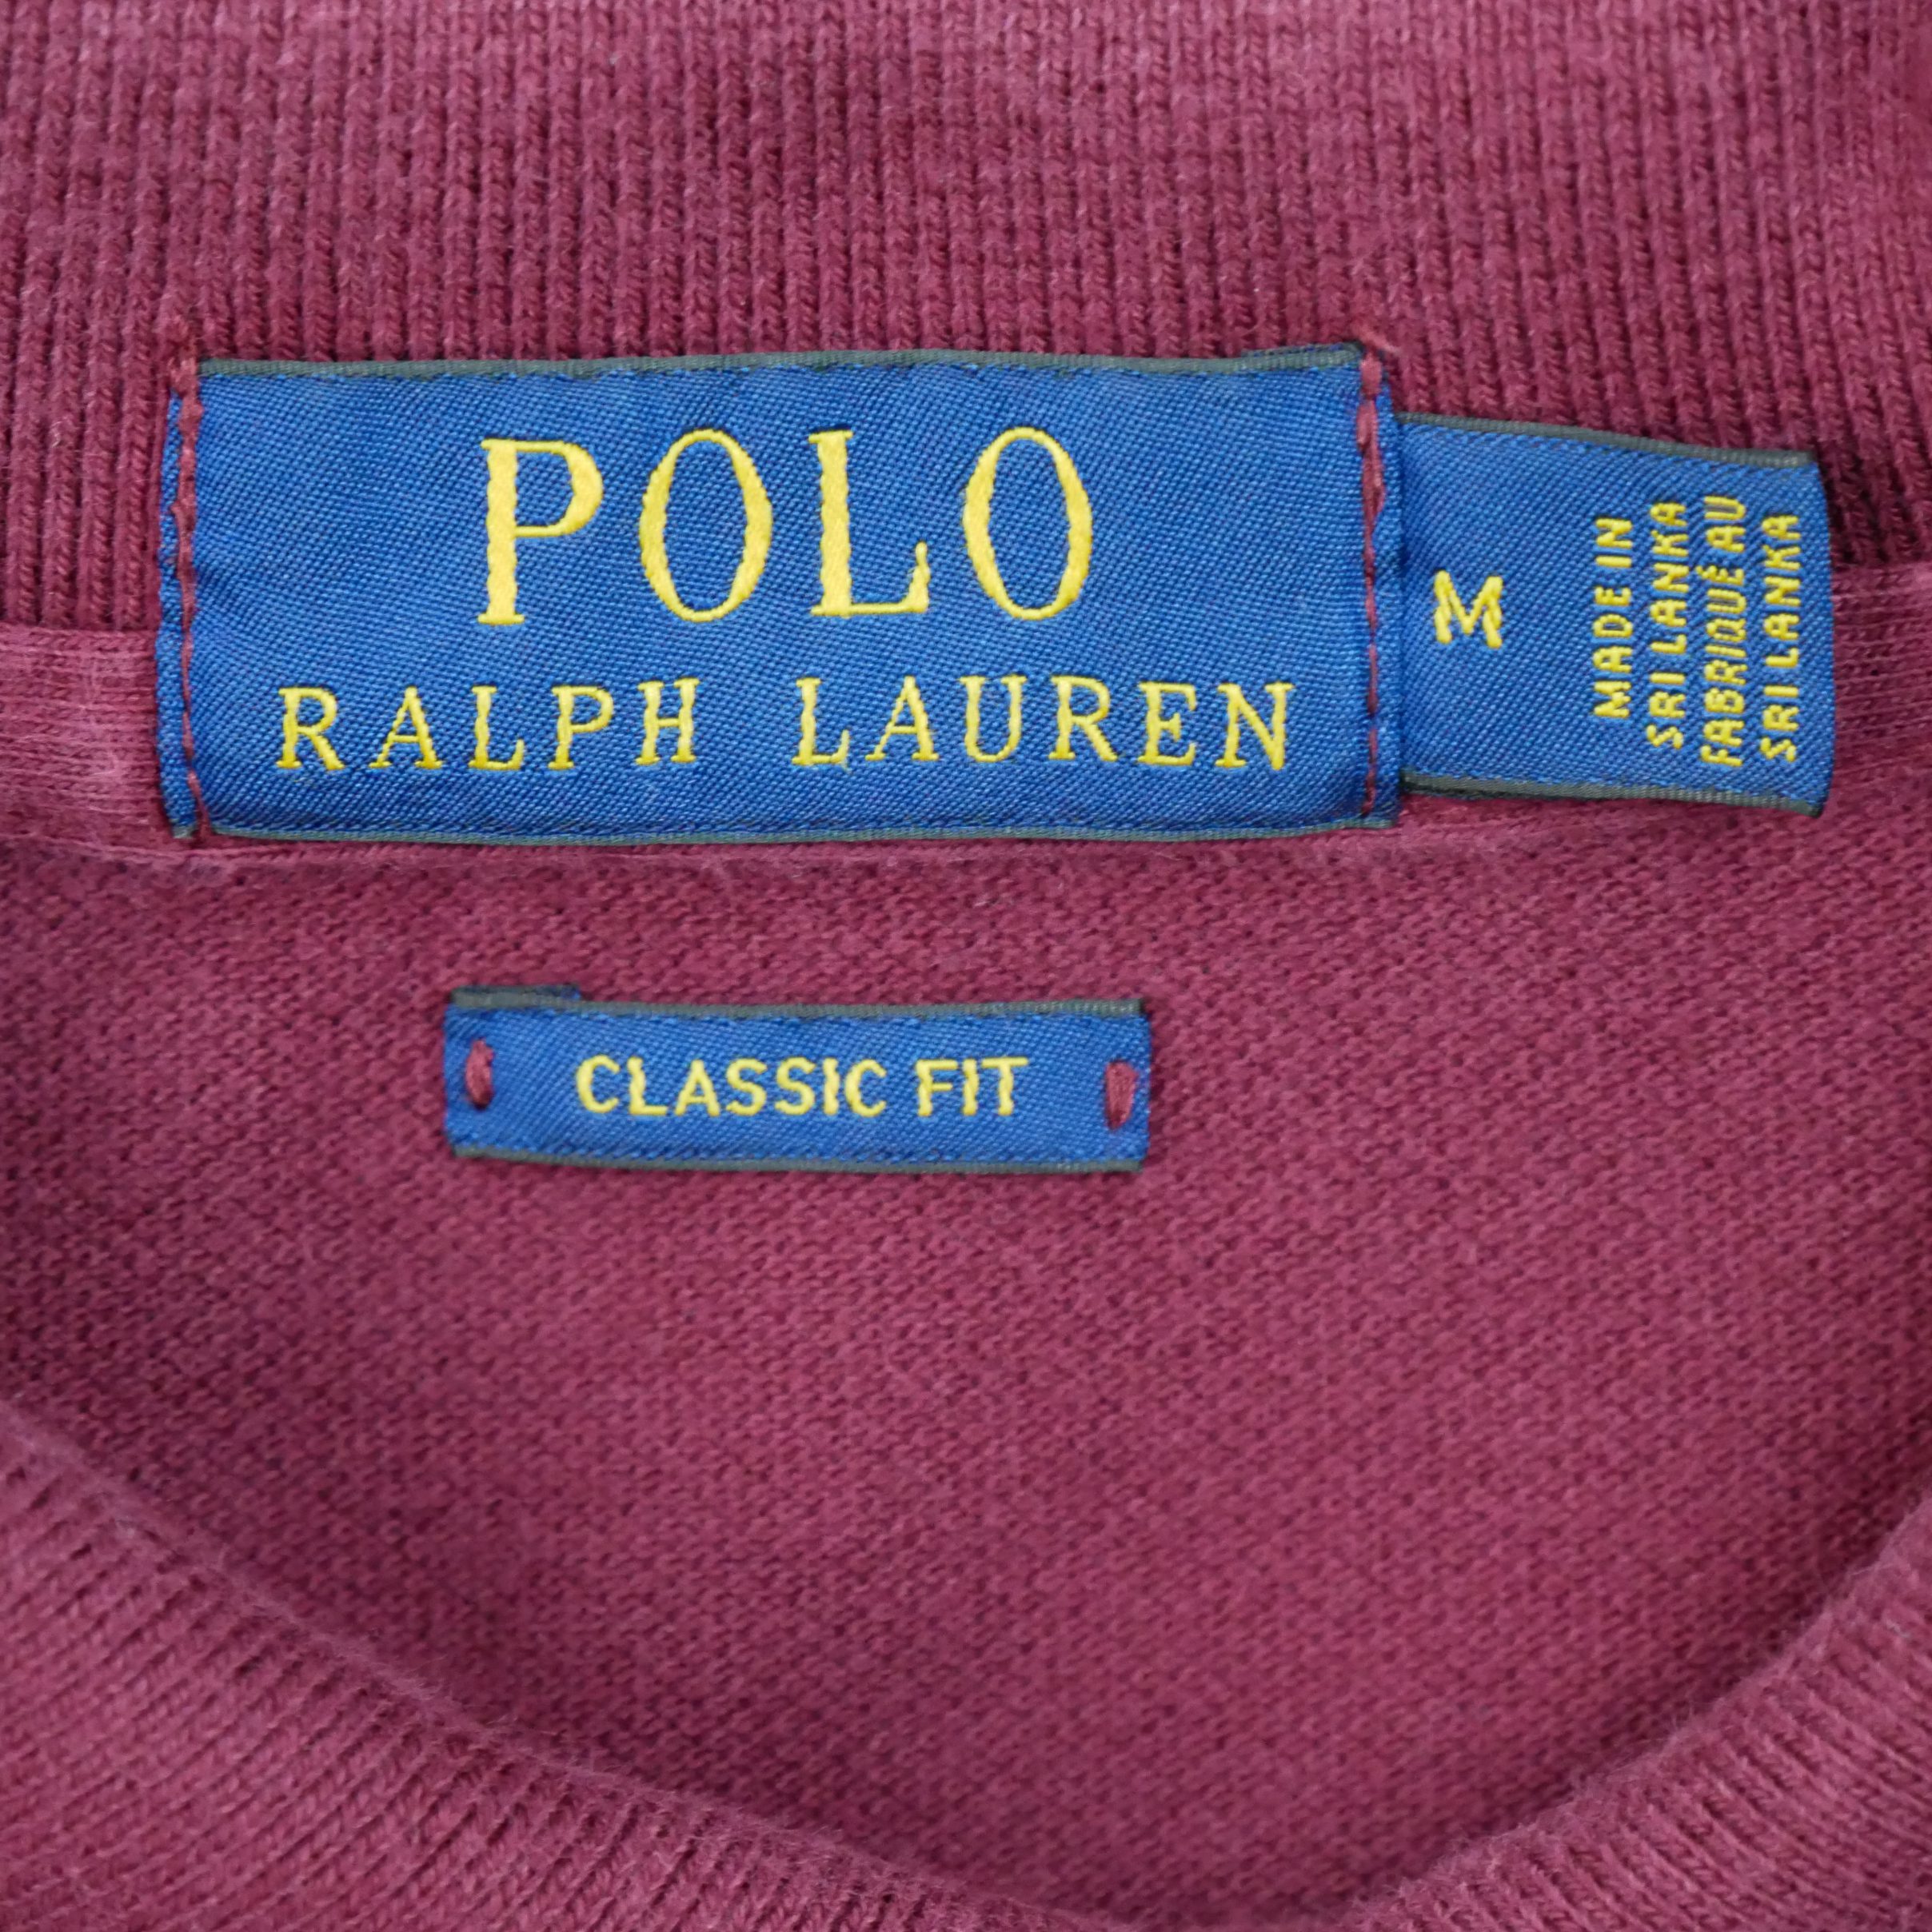 POLO
RALPH LAUREN
M
MADE IN
SRI LANKA
FABRIQUÉ AU
SRI LANKA
CLASSIC FIT